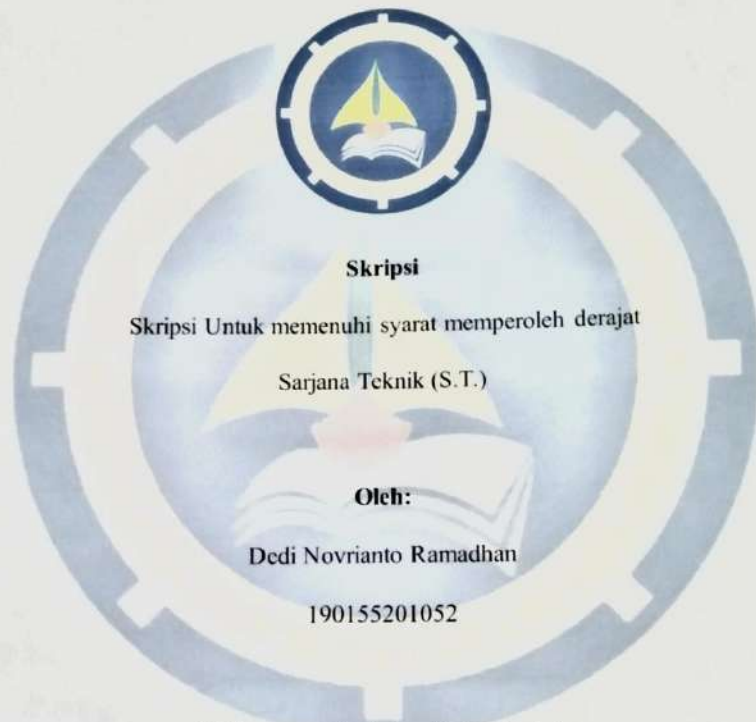 Skripsi
Skripsi Untuk memenuhi syarat memperoleh derajat
Sarjana Teknik (S.T.)
Oleh:
Dedi Novrianto Ramadhan
190155201052